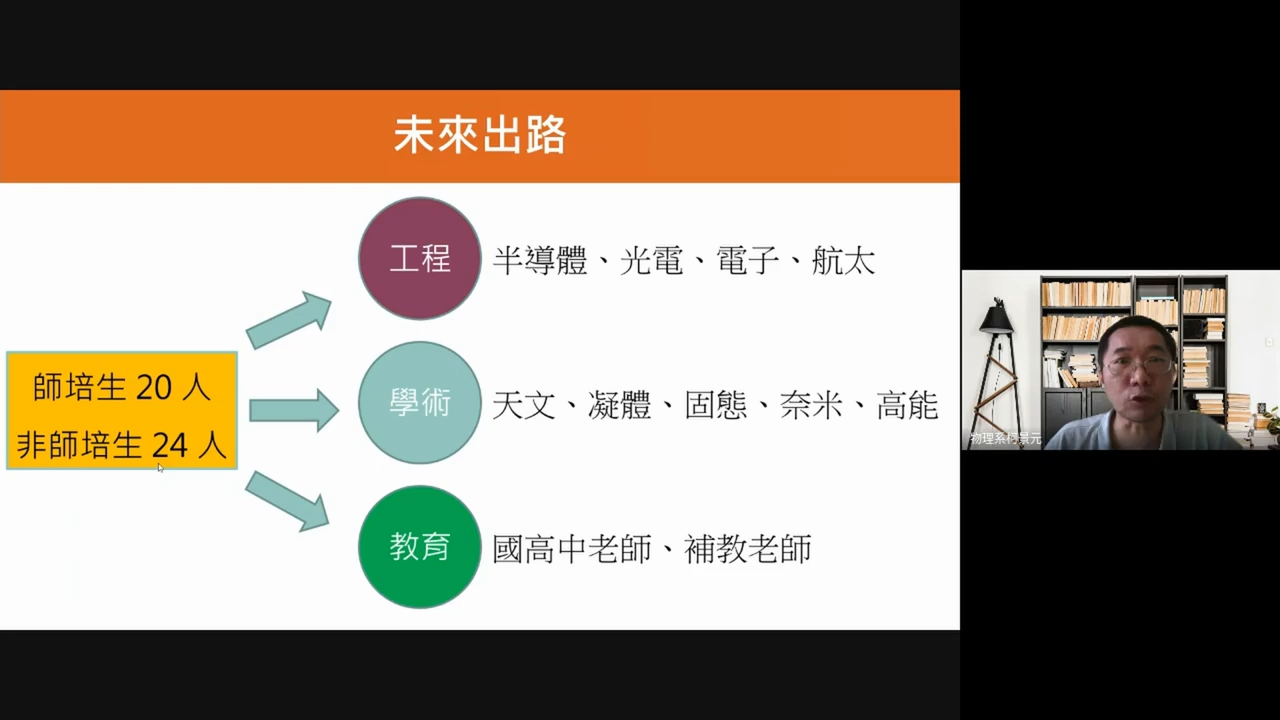 未來出路
師培生 20 人
非師培生 24 人
工程
半導體、光電、電子、航太
學術
天文、凝體、固態、奈米、高能
教育
國高中老師、補教老師
物理系柯景元